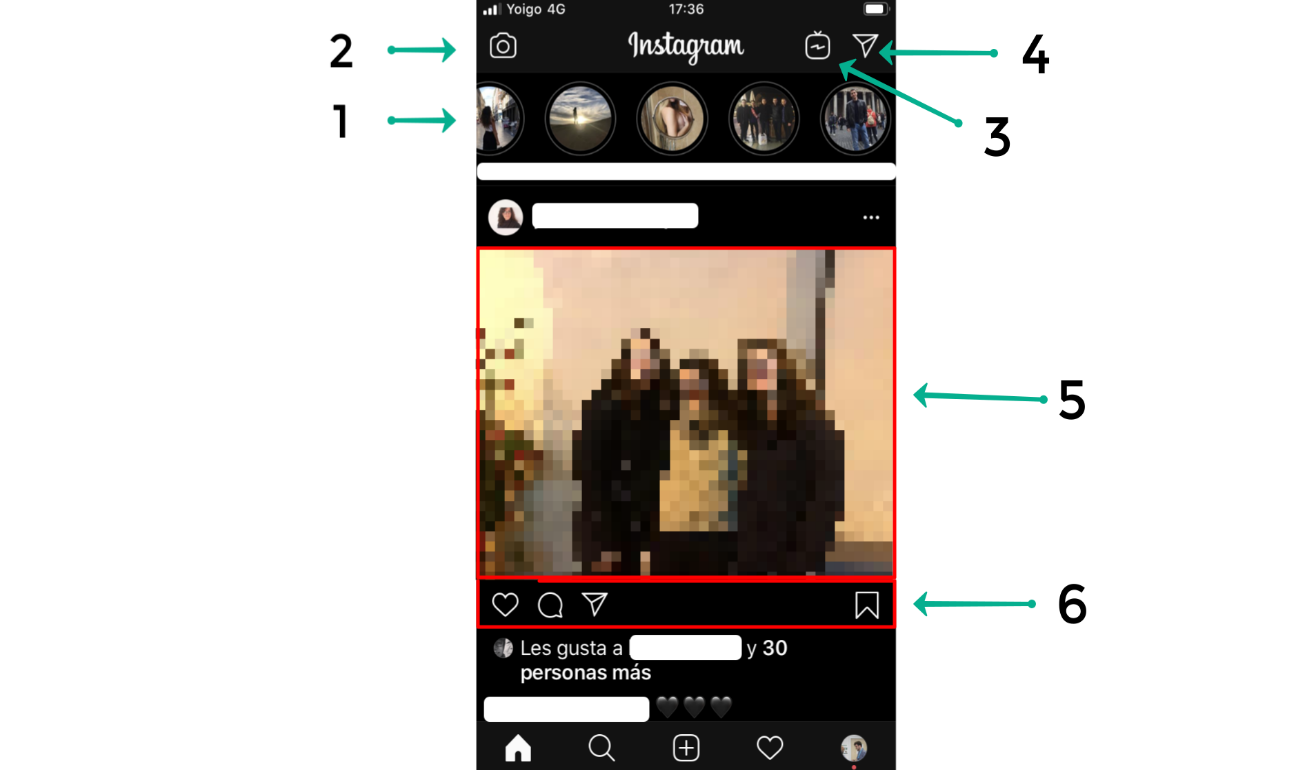 Yoigo 4G 17:36
2 Instagram 4
1
3
5
6
Les gusta a y 30
personas más